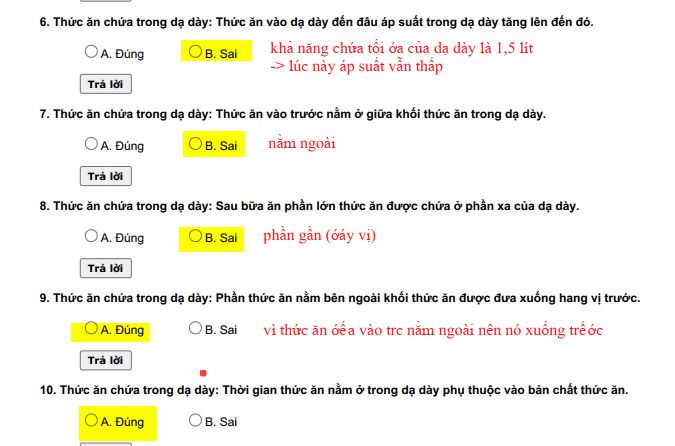 6. Thức ăn chứa trong dạ dày: Thức ăn vào dạ dày đến đâu áp suất trong dạ dày tăng lên đến đó.
A. Đúng B. Sai khả năng chứa tối ớa của dạ dày là 1,5 lít
-> lúc này áp suất vẫn thấp
Trả lời
7. Thức ăn chứa trong dạ dày: Thức ăn vào trước nằm ở giữa khối thức ăn trong dạ dày.
A. Đúng B. Sai nằm ngoài
Trả lời
8. Thức ăn chứa trong dạ dày: Sau bữa ăn phần lớn thức ăn được chứa ở phần xa của dạ dày.
A. Đúng B. Sai phần gần (ớáy vị)
Trả lời
9. Thức ăn chứa trong dạ dày: Phần thức ăn nằm bên ngoài khối thức ăn được đưa xuống hang vị trước.
A. Đúng B. Sai vì thức ăn ớếa vào trc nằm ngoài nên nó xuống trếớc
Trả lời
10. Thức ăn chứa trong dạ dày: Thời gian thức ăn nằm ở trong dạ dày phụ thuộc vào bản chất thức ăn.
A. Đúng B. Sai